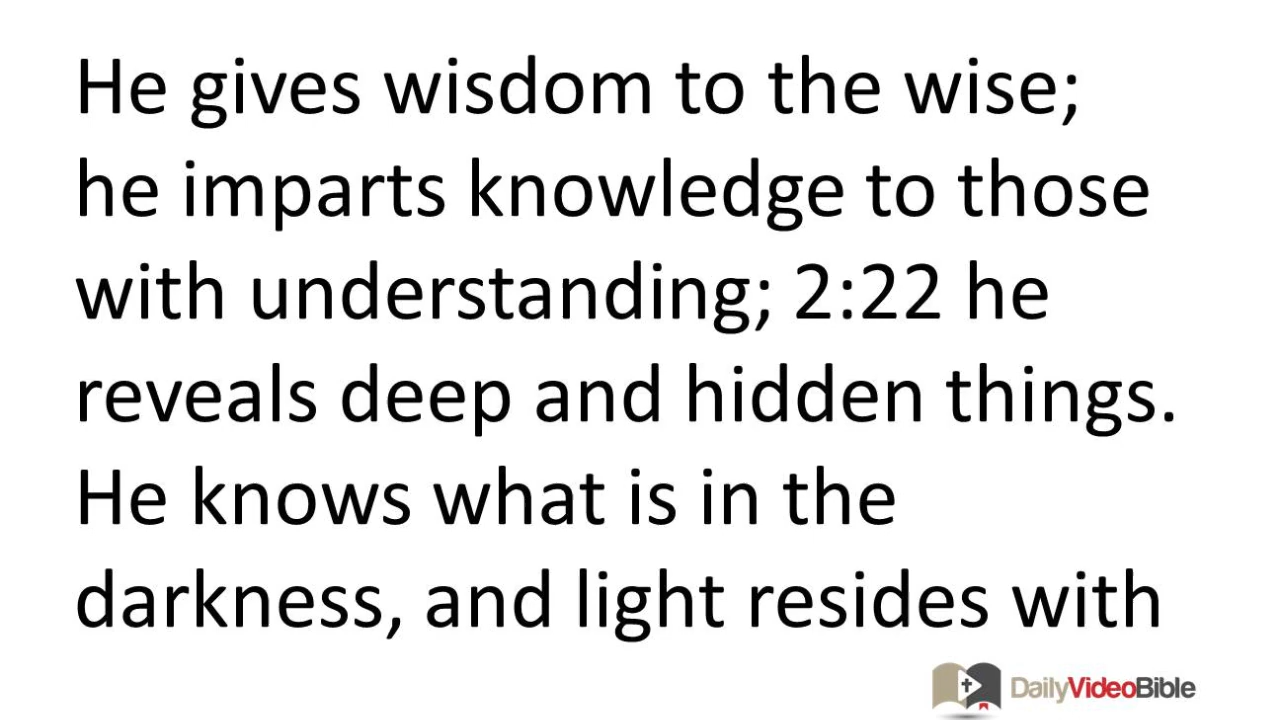 He gives wisdom to the wise;
he imparts knowledge to those
with understanding; 2:22 he
reveals deep and hidden things.
He knows what is in the
darkness, and light resides with
DailyVideoBible